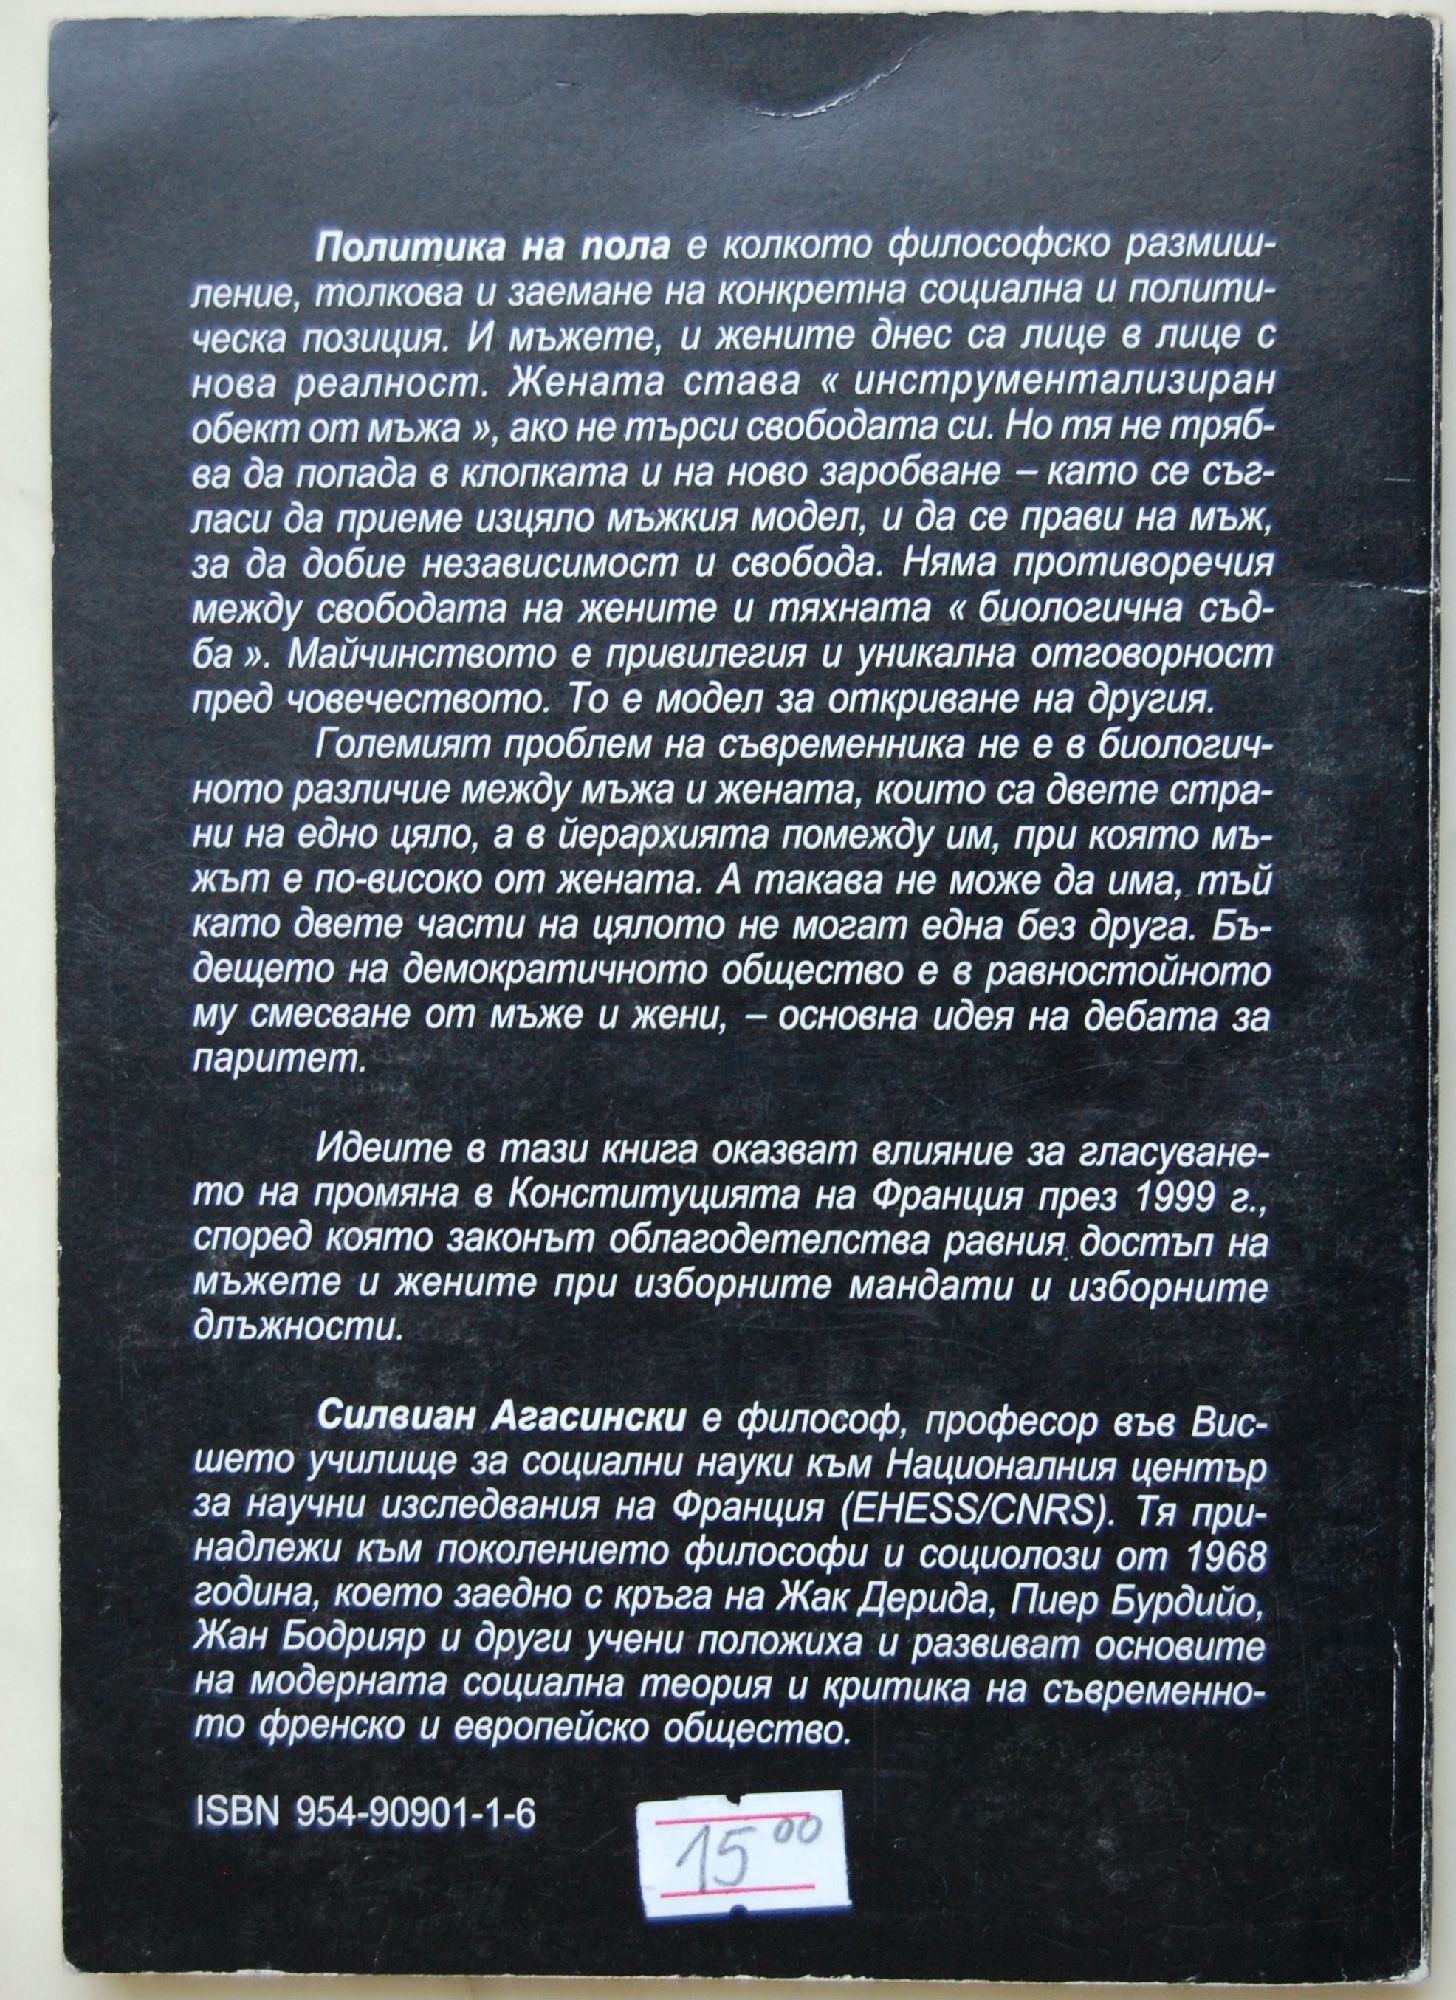 Политика на пола е колкото философско размиш-
ление, толкова и заемане на конкретна социална и полити-
ческа позиция. И мъжете, и жените днес са лице в лице с
нова реалност. Жената става « инструментализиран
обект от мъжа », ако не търси свободата си. Но тя не тряб-
ва да попада в клопката и на ново заробване – като се съг-
ласи да приеме изцяло мъжкия модел, и да се прави на мъж,
за да добие независимост и свобода. Няма противоречия
между свободата на жените и тяхната « биологична съд-
ба ». Майчинството е привилегия и уникална отговорност
пред човечеството. То е модел за откриване на другия.
Големият проблем на съвременника не е в биологич-
ното различие между мъжа и жената, които са двете стра-
ни на едно цяло, а в йерархията помежду им, при която мъ-
жът е по-високо от жената. А такава не може да има, тъй
като двете части на цялото не могат една без друга. Бъ-
дещето на демократичното общество е в равностойното
му смесване от мъже и жени, – основна идея на дебата за
паритет.
Идеите в тази книга оказват влияние за гласуване-
то на промяна в Конституцията на Франция през 1999 г.,
според която законът облагодетелства равния достъп на
мъжете и жените при изборните мандати и изборните
длъжности.
Силвиан Агасински е философ, професор във Вис-
шето училище за социални науки към Националния център
за научни изследвания на Франция (EHESS/CNRS). Тя при-
надлежи към поколението философи и социолози от 1968
година, което заедно с кръга на Жак Дерида, Пиер Бурдийо,
Жан Бодрияр и други учени положиха и развиват основите
на модерната социална теория и критика на съвременно-
то френско и европейско общество.
ISBN 954-90901-1-6
15 00